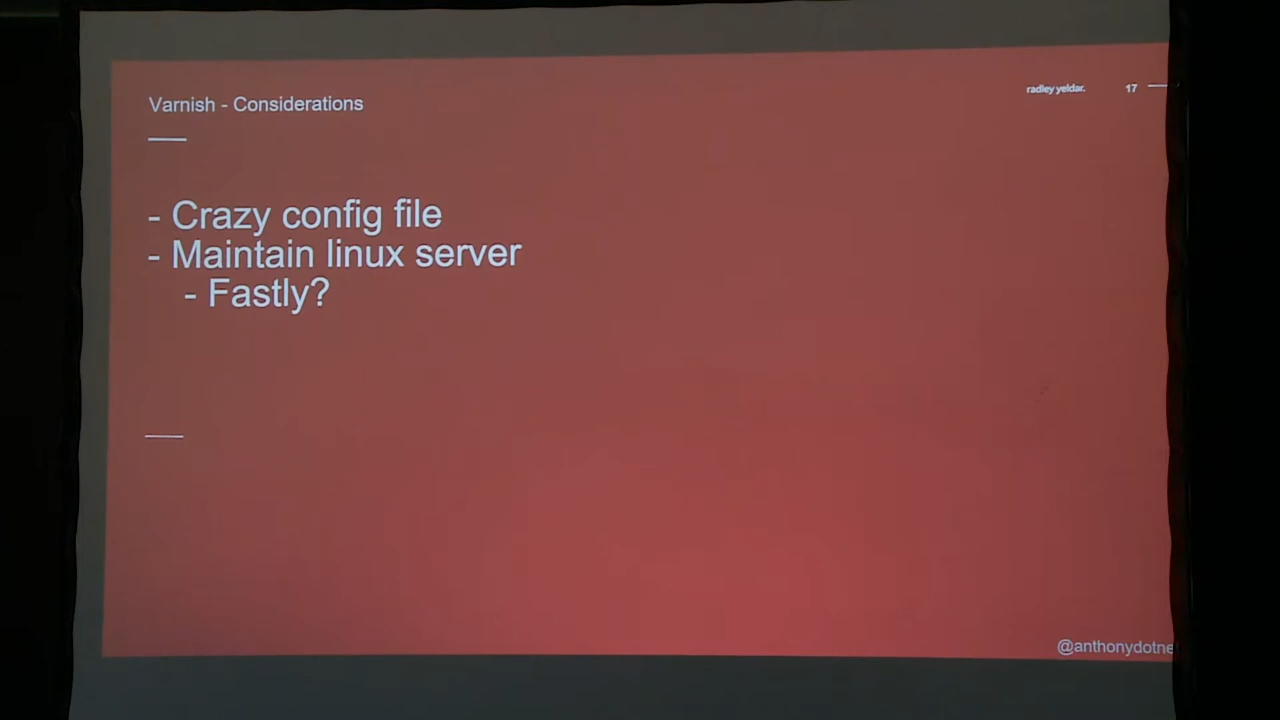 Varnish - Considerations
radley yeldar.
17
- Crazy config file
- Maintain linux server
- Fastly?
@anthonydotne